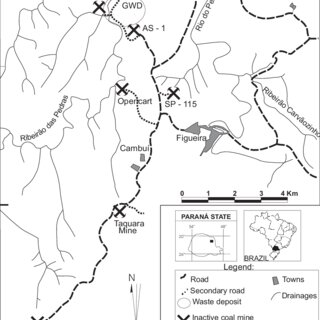 GWD
AS - 1
Rio do Pe
Opencart
SP - 115
Ribeirão das Pedras
Ribeirão Carvãozinho
Figueira
Cambuí
0 1 2 3 4 Km
Taquara
Mine
N
PARANÁ STATE
BRAZIL
Legend:
Road
Towns
Secondary road
Waste deposit
Drainages
Inactive coal mine